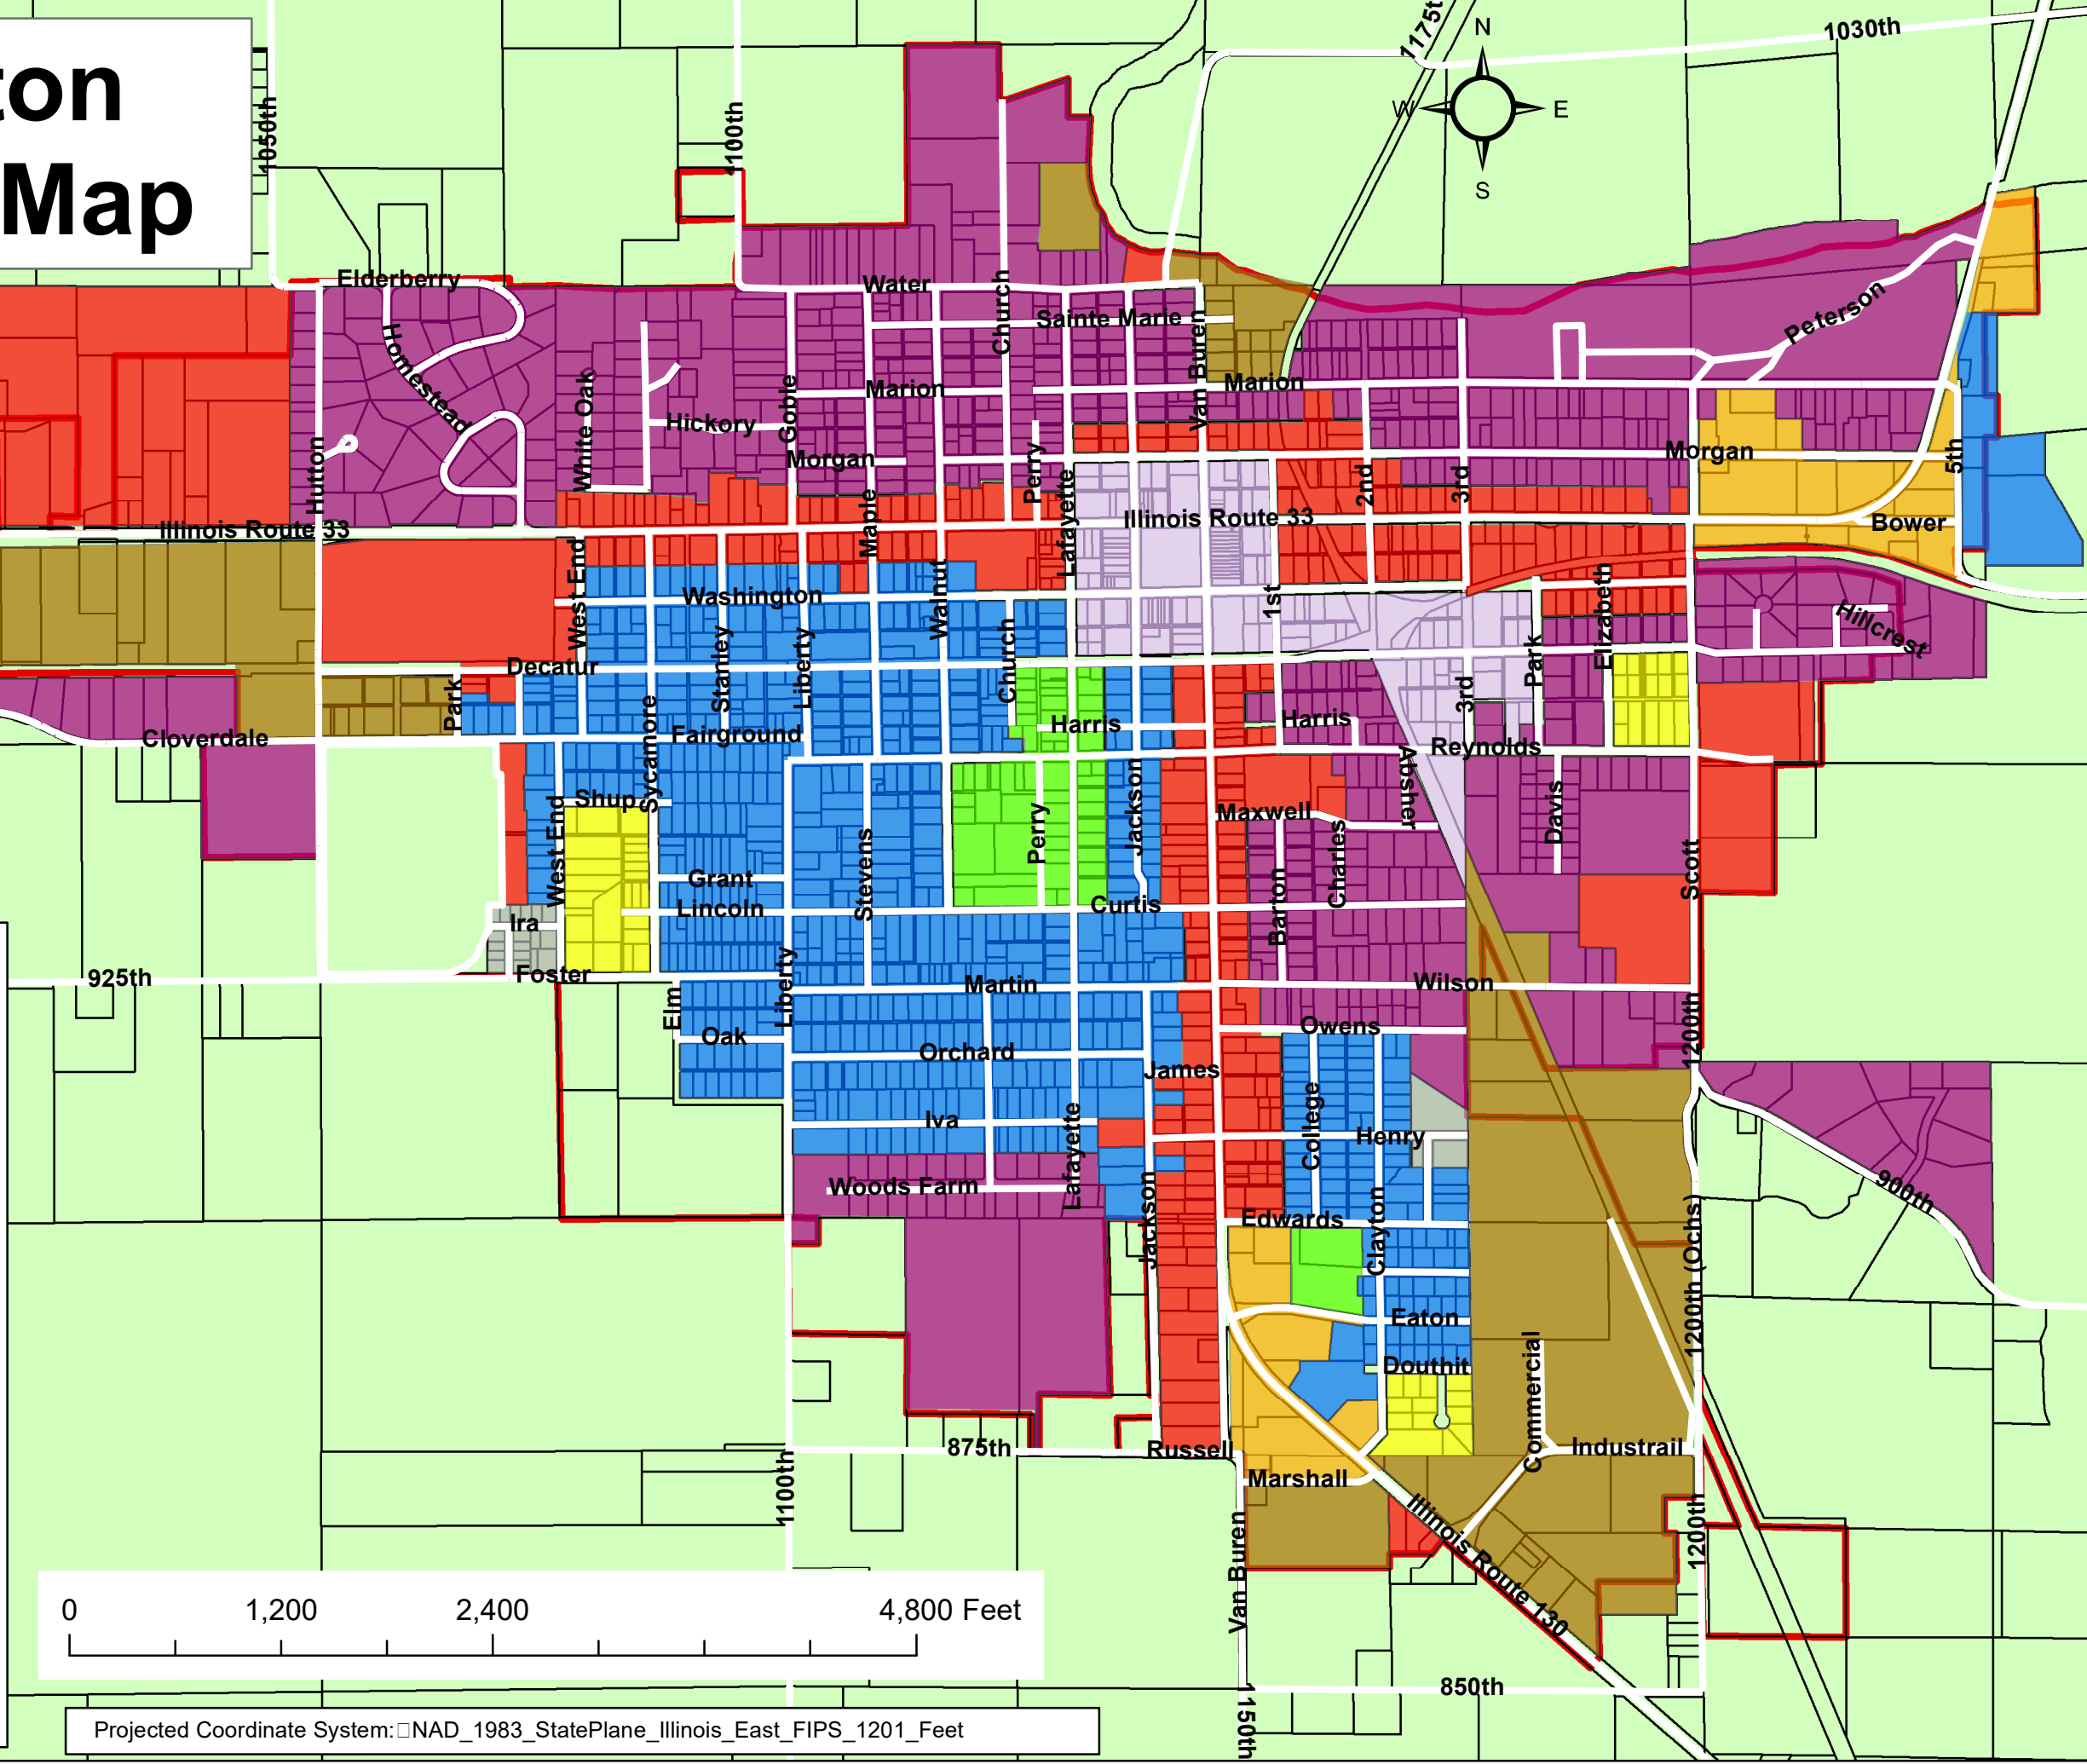 ton
Map
1050th
1100th
1175t
1030th
N
W
E
S
Elderberry
Water
Church
Sainte Marie
Van Buren
Peterson
Homestead
White Oak
Goble
Marion
Marion
Hickory
Hutton
Morgan
Perry
Lafayette
2nd
3rd
Morgan
5th
Illinois Route 33
Maple
Illinois Route 33
Bower
West End
Washington
Walnut
1st
Elizabeth
Hillcrest
Decatur
Stanley
Liberty
Church
Park
Park
Sycamore
3rd
Cloverdale
Fairground
Harris
Harris
Reynolds
Absher
Shup
West End
Stevens
Perry
Jackson
Maxwell
Charles
Davis
Scott
Grant
Lincoln
Curtis
Barton
Ira
925th
Foster
Liberty
Martin
Wilson
Elm
Oak
Orchard
Owens
1200th
James
College
Iva
Lafayette
Henry
Woods Farm
Jackson
Clayton
900th
Edwards
1200th (Ochs)
Eaton
Douthit
Commercial
875th
Russell
Industrail
1100th
Marshall
Illinois Route 130
1200th
Van Buren
0
1,200
2,400
4,800 Feet
850th
1150th
Projected Coordinate System:□NAD_1983_StatePlane_Illinois_East_FIPS_1201_Feet